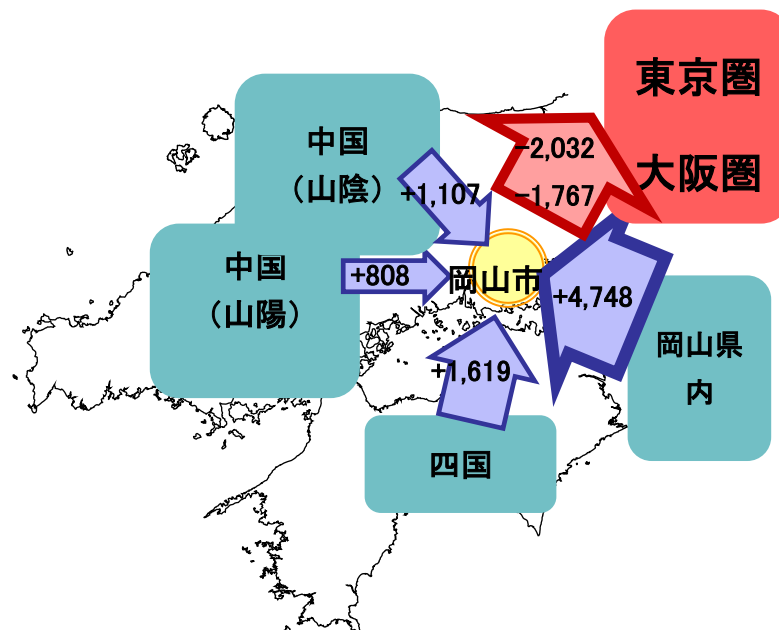 東京圏
大阪圏
-2,032
-1,767
中国
（山陰）
+1,107
中国
（山陽）
+808
岡山市
+4,748
岡山県
内
+1,619
四国